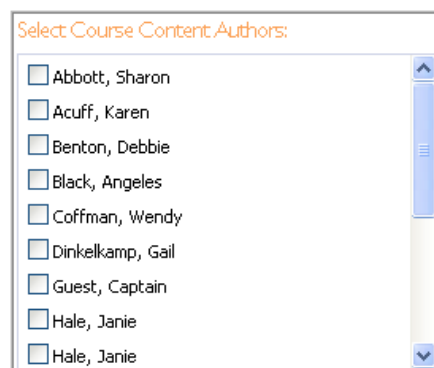 Select Course Content Authors:
Abbott, Sharon
Acuff, Karen
Benton, Debbie
Black, Angeles
Coffman, Wendy
Dinkelkamp, Gail
Guest, Captain
Hale, Janie
Hale, Janie